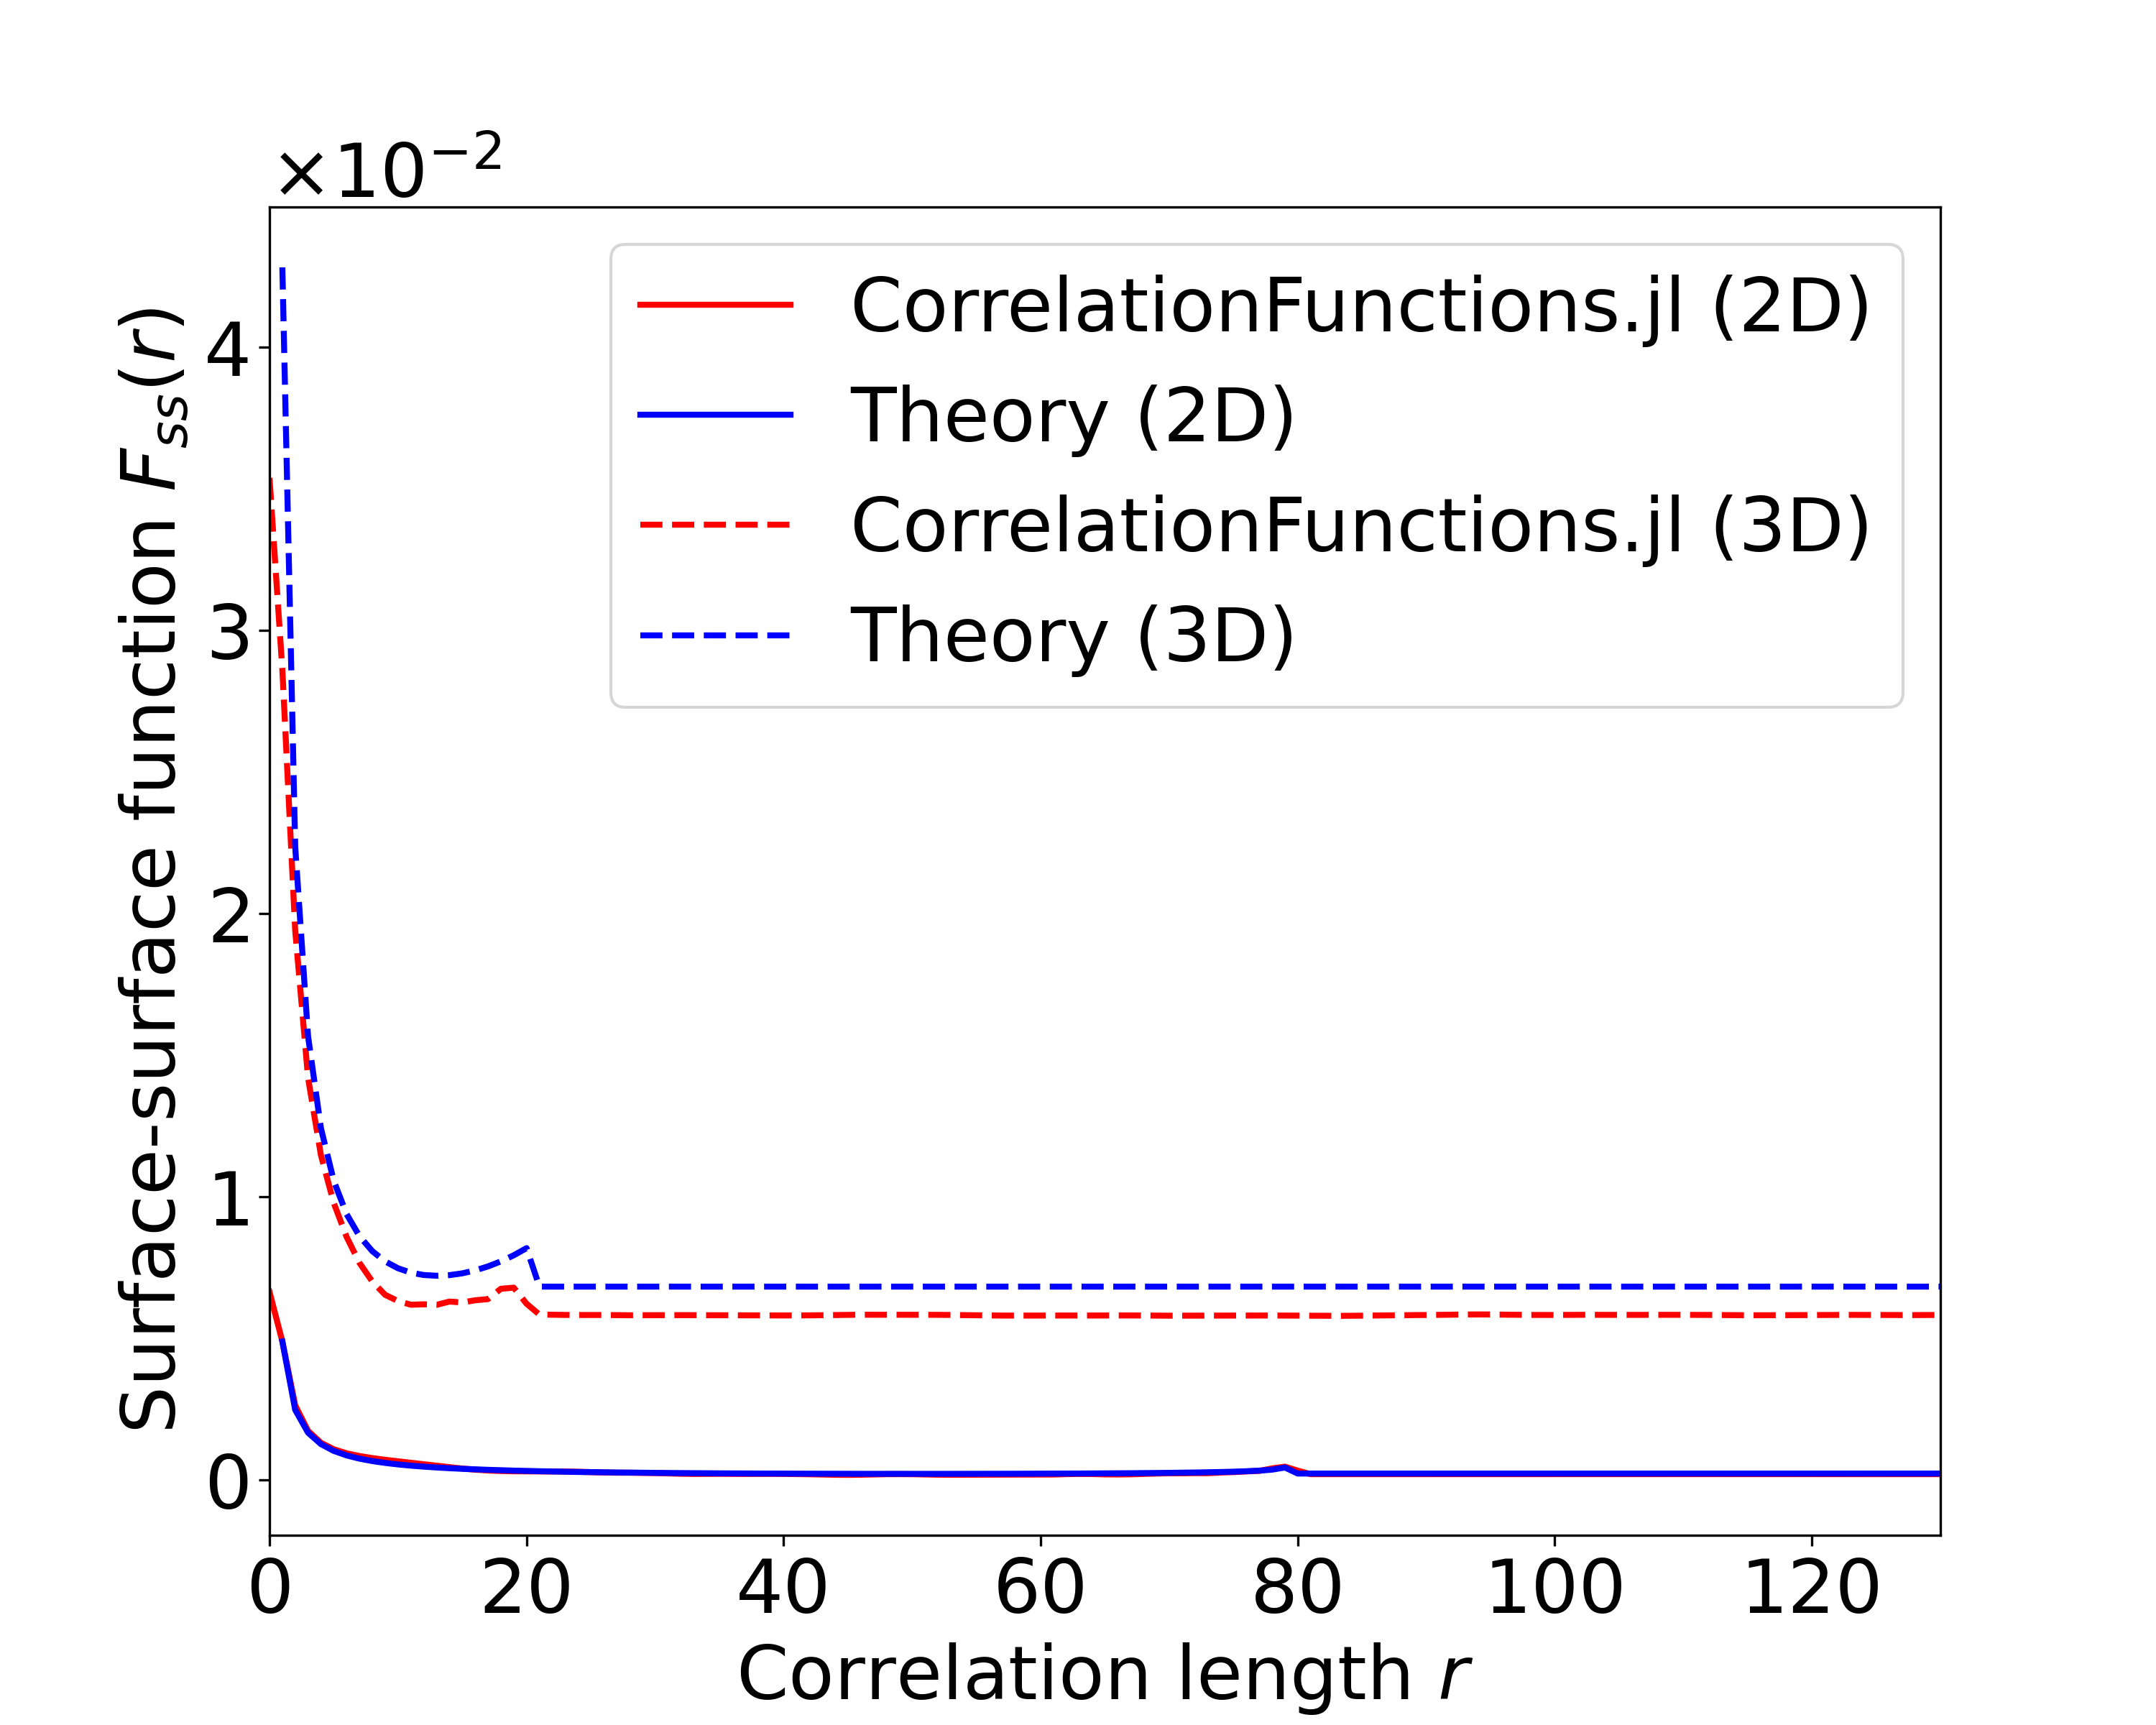 ×10⁻²
Surface-surface function F_ss(r)
4
3
2
1
0
CorrelationFunctions.jl (2D)
Theory (2D)
CorrelationFunctions.jl (3D)
Theory (3D)
0 20 40 60 80 100 120
Correlation length r